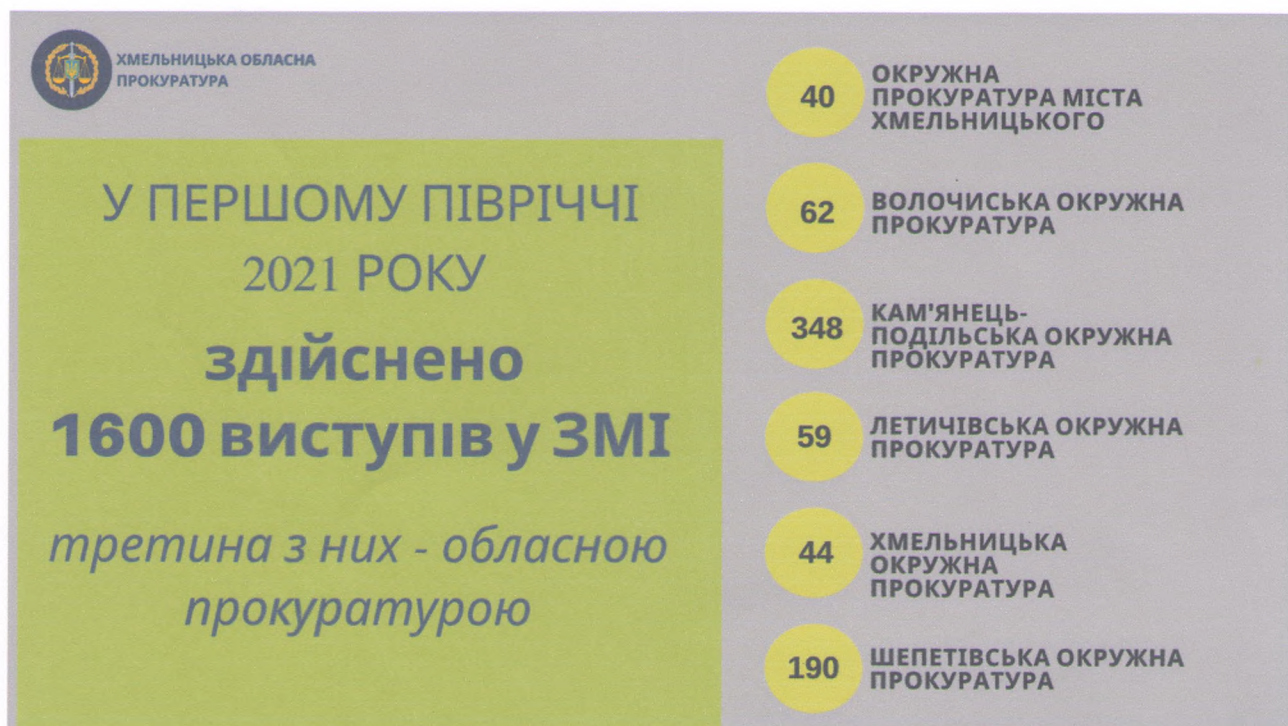 ХМЕЛЬНИЦЬКА ОБЛАСНА
ПРОКУРАТУРА
У ПЕРШОМУ ПІВРІЧЧІ
2021 РОКУ
здійснено
1600 виступів у ЗМІ
третина з них - обласною
прокуратурою
40
ОКРУЖНА
ПРОКУРАТУРА МІСТА
ХМЕЛЬНИЦЬКОГО
62
ВОЛОЧИСЬКА ОКРУЖНА
ПРОКУРАТУРА
348
КАМ'ЯНЕЦЬ-
ПОДІЛЬСЬКА ОКРУЖНА
ПРОКУРАТУРА
59
ЛЕТИЧІВСЬКА ОКРУЖНА
ПРОКУРАТУРА
44
ХМЕЛЬНИЦЬКА
ОКРУЖНА
ПРОКУРАТУРА
190
ШЕПЕТІВСЬКА ОКРУЖНА
ПРОКУРАТУРА